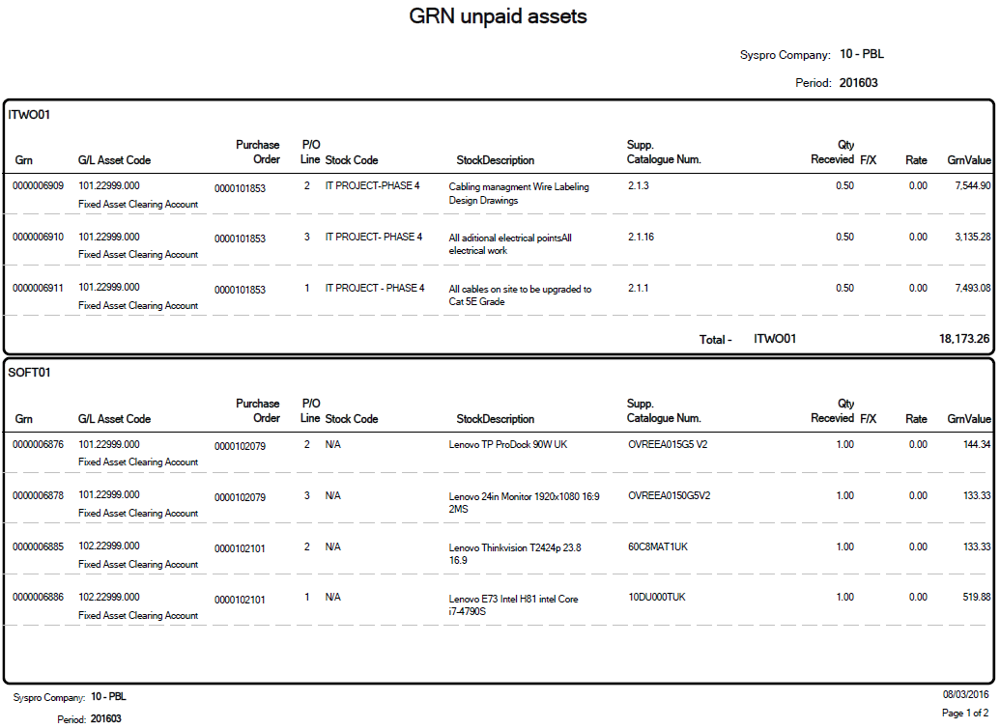 GRN unpaid assets
Syspro Company: 10 - PBL
Period: 201603
ITWO01
Purchase P/O Supp. Qty
Grn G/L Asset Code Order Line Stock Code StockDescription Catalogue Num. Recevied F/X Rate GrnValue
0000006909 101.22999.000 0000101853 2 IT PROJECT-PHASE 4 Cabling managment Wire Labeling 2.1.3 0.50 0.00 7,544.90
Fixed Asset Clearing Account Design Drawings
0000006910 101.22999.000 0000101853 3 IT PROJECT- PHASE 4 All aditional electrical pointsAll 2.1.16 0.50 0.00 3,135.28
Fixed Asset Clearing Account electrical work
0000006911 101.22999.000 0000101853 1 IT PROJECT - PHASE 4 All cables on site to be upgraded to 2.1.1 0.50 0.00 7,493.08
Fixed Asset Clearing Account Cat 5E Grade
Total - ITWO01 18,173.26
SOFT01
Purchase P/O Supp. Qty
Grn G/L Asset Code Order Line Stock Code StockDescription Catalogue Num. Recevied F/X Rate GrnValue
0000006876 101.22999.000 0000102079 2 N/A Lenovo TP ProDock 90W UK OVREEA015G5 V2 1.00 0.00 144.34
Fixed Asset Clearing Account
0000006878 101.22999.000 0000102079 3 N/A Lenovo 24in Monitor 1920x1080 16:9 OVREEA0150G5V2 1.00 0.00 133.33
Fixed Asset Clearing Account 2MS
0000006885 102.22999.000 0000102101 2 N/A Lenovo Thinkvision T2424p 23.8 60C8MAT1UK 1.00 0.00 133.33
Fixed Asset Clearing Account 16.9
0000006886 102.22999.000 0000102101 1 N/A Lenovo E73 Intel H81 intel Core 10DU000TUK 1.00 0.00 519.88
Fixed Asset Clearing Account i7-4790S
Syspro Company: 10 - PBL 08/03/2016
Period: 201603 Page 1 of 2